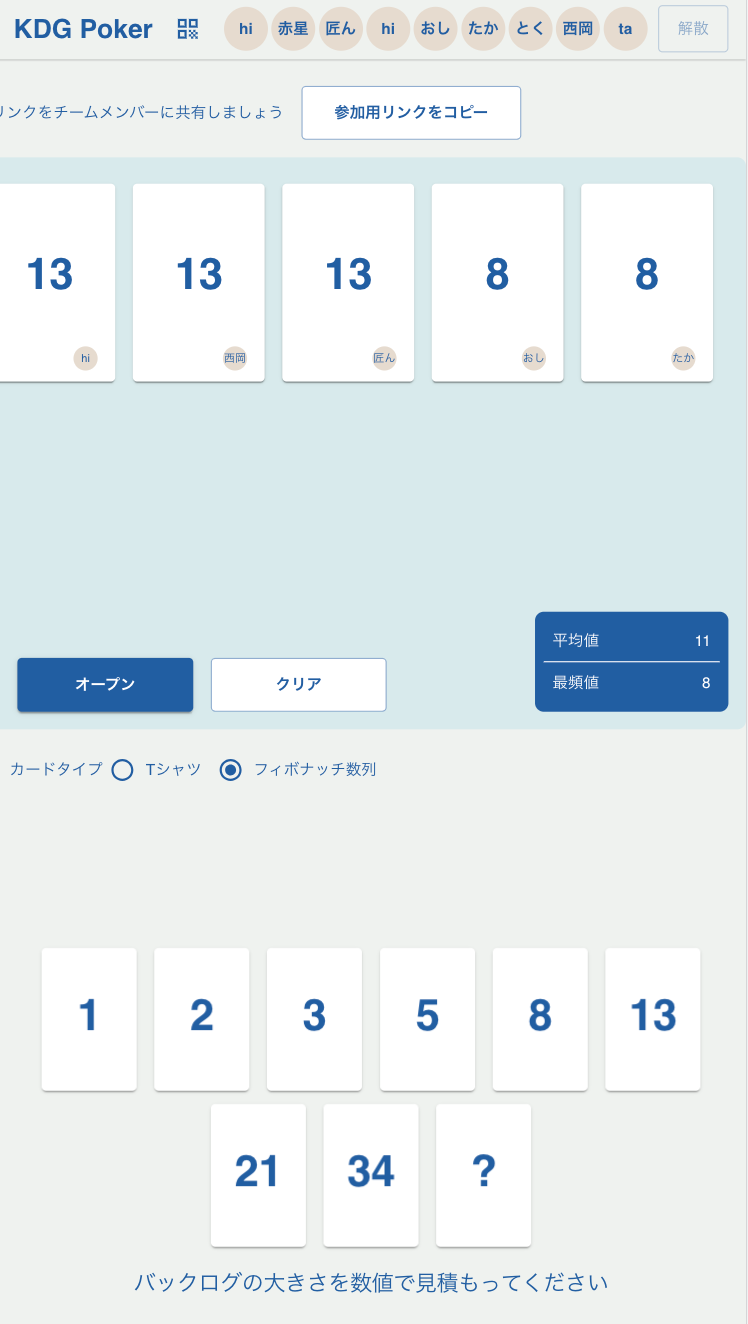 KDG Poker hi 赤星 匠ん hi おし たか とく 西岡 ta 解散
リンクをチームメンバーに共有しましょう 参加用リンクをコピー
13 13 13 8 8
hi 西岡 匠ん おし たか
平均値 11
最頻値 8
オープン クリア
カードタイプ Tシャツ フィボナッチ数列
1 2 3 5 8 13
21 34 ?
バックログの大きさを数値で見積もってください